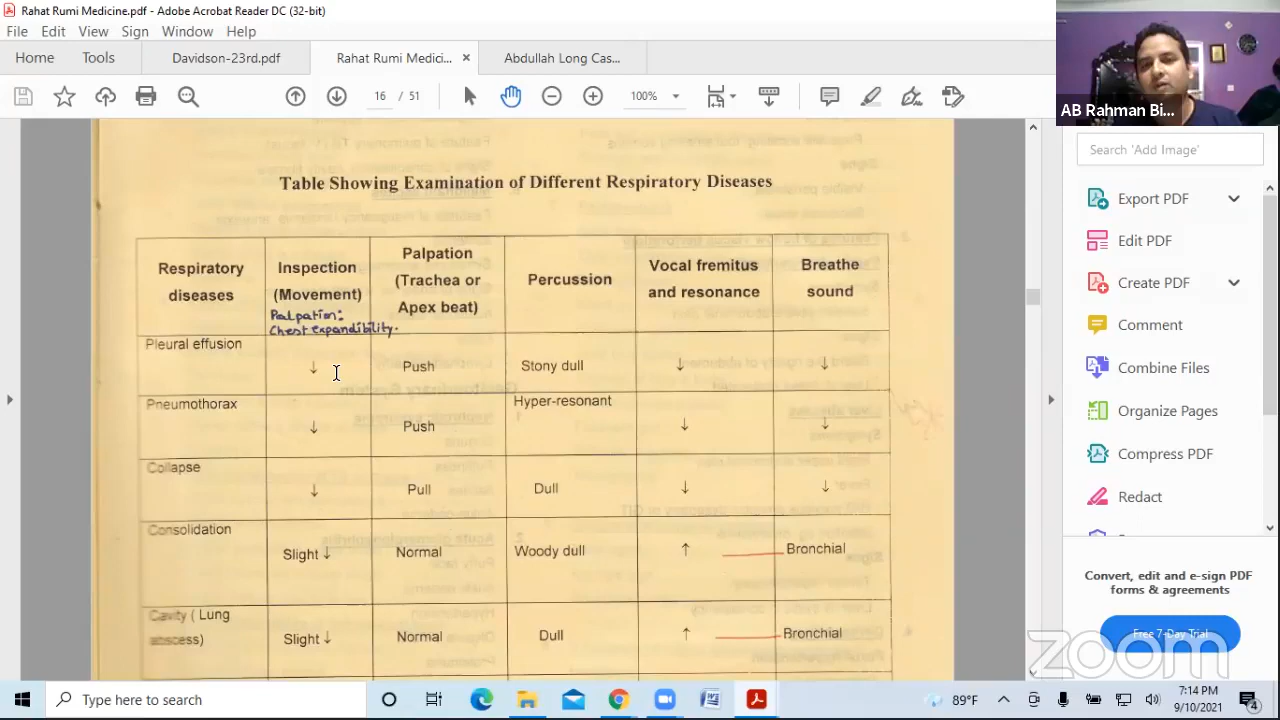 Rahat Rumi Medicine.pdf - Adobe Acrobat Reader DC (32-bit)
File Edit View Sign Window Help
Home Tools Davidson-23rd.pdf Rahat Rumi Medici... × Abdullah Long Cas...
16 / 51 100%
AB Rahman Bi...
Search 'Add Image'
Export PDF
Edit PDF
Create PDF
Comment
Combine Files
Organize Pages
Compress PDF
Redact
Convert, edit and e-sign PDF
forms & agreements
Free 7-Day Trial
Table Showing Examination of Different Respiratory Diseases
Respiratory diseases
Inspection (Movement)
Palpation:
Chest expandibility.
Palpation (Trachea or Apex beat)
Percussion
Vocal fremitus and resonance
Breathe sound
Pleural effusion ↓ Push Stony dull ↓ ↓
Pneumothorax ↓ Push Hyper-resonant ↓ ↓
Collapse ↓ Pull Dull ↓ ↓
Consolidation Slight ↓ Normal Woody dull ↑ Bronchial
Cavity ( Lung abscess) Slight ↓ Normal Dull ↑ Bronchial
zoom
Type here to search
89°F
7:14 PM
9/10/2021
4